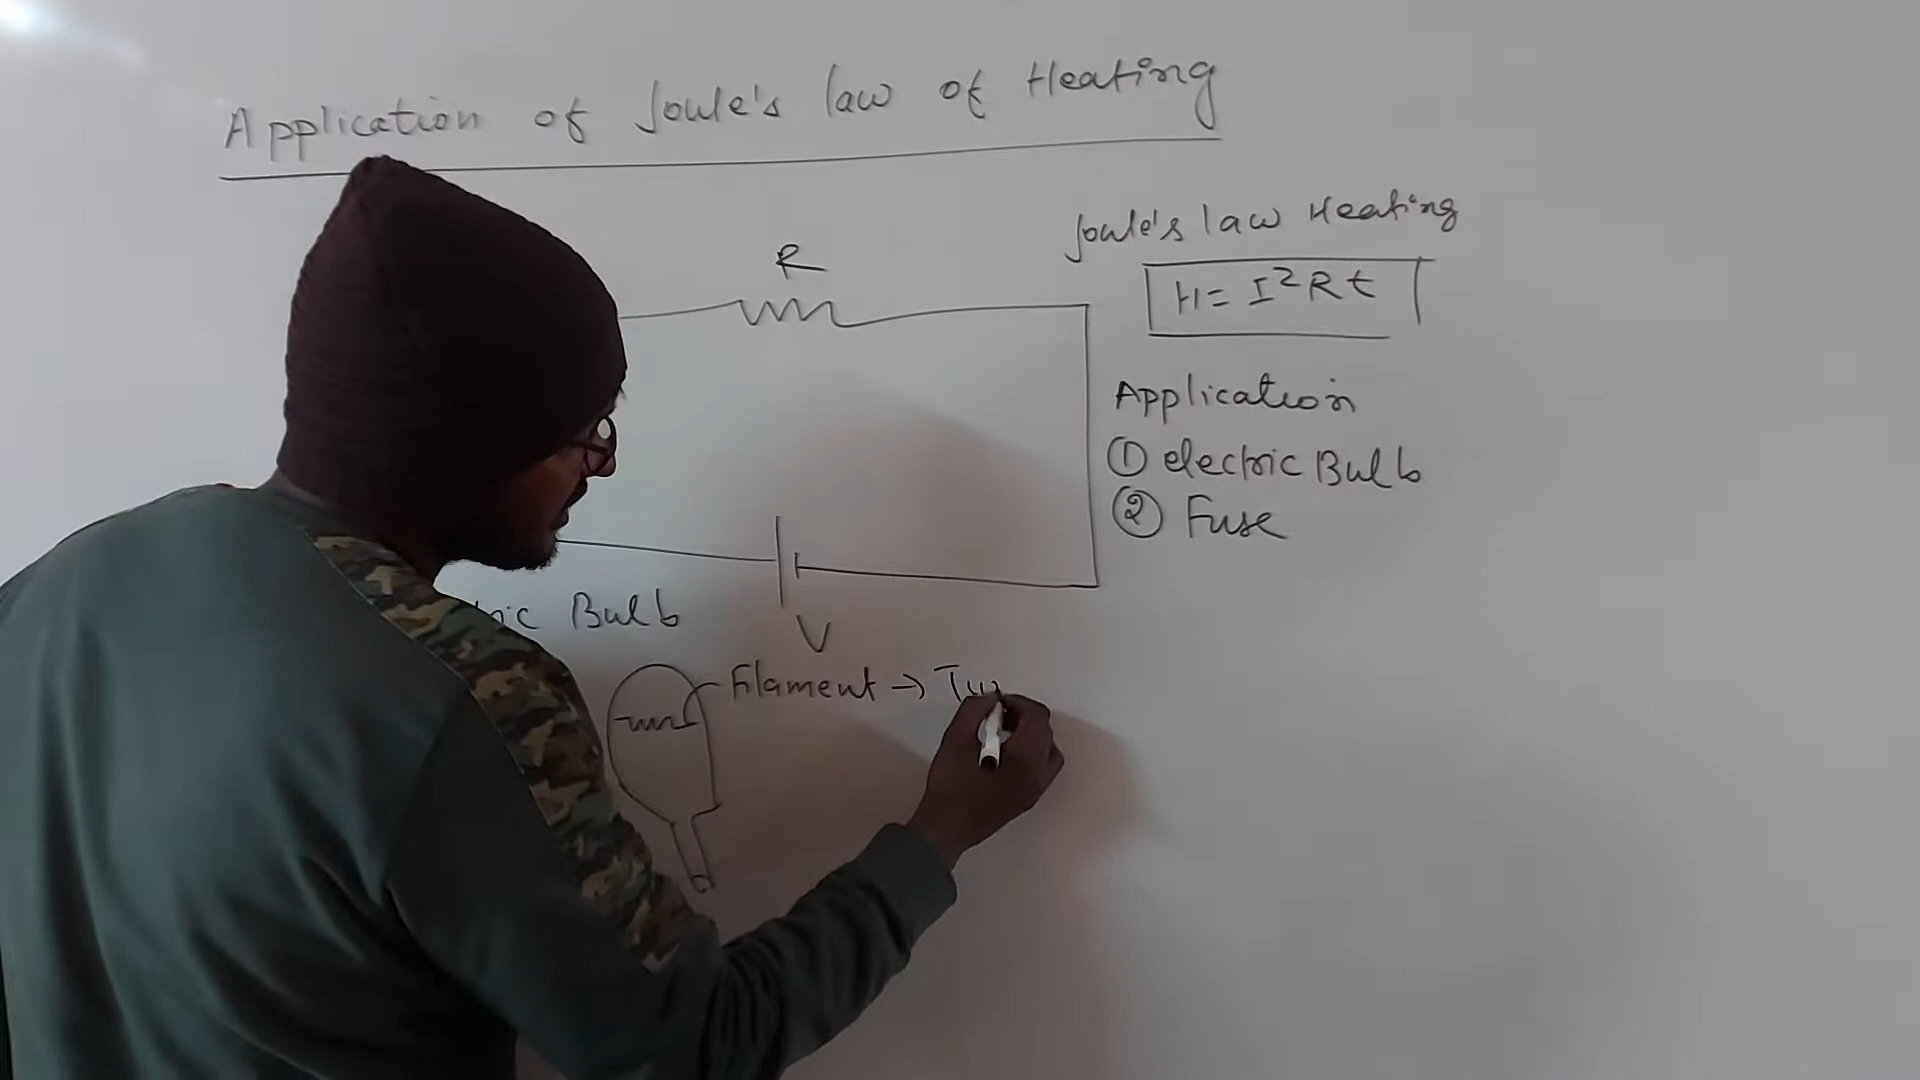 Application of Joule's law of Heating
Joule's law Heating
R
H = I²Rt
Application
① electric Bulb
② Fuse
Bulb
V
Filament →